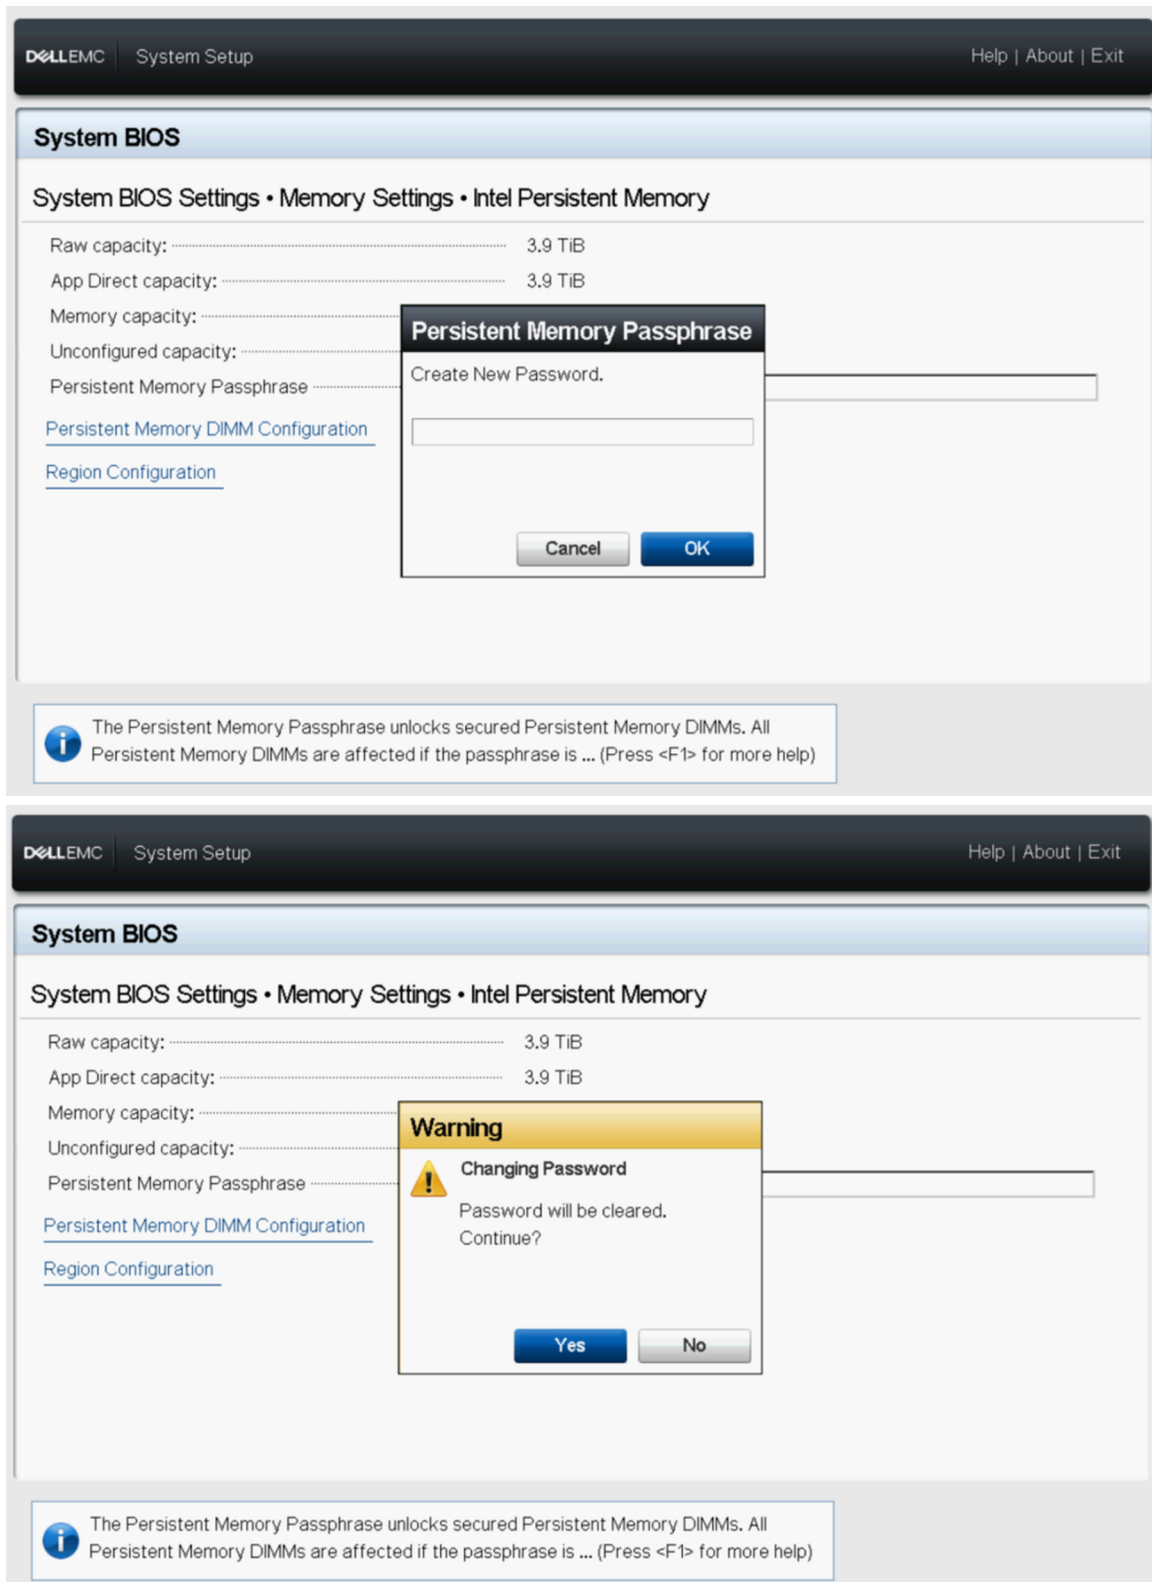 DELLEMC System Setup Help | About | Exit
System BIOS
System BIOS Settings • Memory Settings • Intel Persistent Memory
Raw capacity: 3.9 TiB
App Direct capacity: 3.9 TiB
Memory capacity:
Unconfigured capacity:
Persistent Memory Passphrase
Persistent Memory DIMM Configuration
Region Configuration
Persistent Memory Passphrase
Create New Password.
Cancel OK
The Persistent Memory Passphrase unlocks secured Persistent Memory DIMMs. All
Persistent Memory DIMMs are affected if the passphrase is ... (Press <F1> for more help)
DELLEMC System Setup Help | About | Exit
System BIOS
System BIOS Settings • Memory Settings • Intel Persistent Memory
Raw capacity: 3.9 TiB
App Direct capacity: 3.9 TiB
Memory capacity:
Unconfigured capacity:
Persistent Memory Passphrase
Persistent Memory DIMM Configuration
Region Configuration
Warning
Changing Password
Password will be cleared.
Continue?
Yes No
The Persistent Memory Passphrase unlocks secured Persistent Memory DIMMs. All
Persistent Memory DIMMs are affected if the passphrase is ... (Press <F1> for more help)